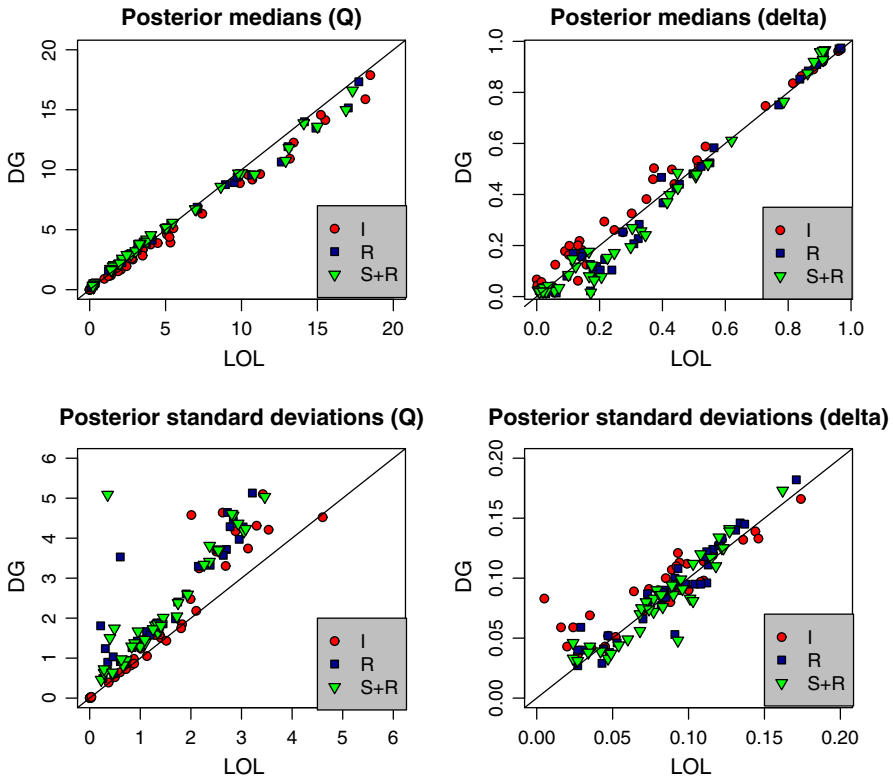 Posterior medians (Q)
DG
20
15
10
5
0
0 5 10 15 20
LOL
I
R
S+R
Posterior medians (delta)
DG
1.0
0.8
0.6
0.4
0.2
0.0
0.0 0.2 0.4 0.6 0.8 1.0
LOL
I
R
S+R
Posterior standard deviations (Q)
DG
6
5
4
3
2
1
0
0 1 2 3 4 5 6
LOL
I
R
S+R
Posterior standard deviations (delta)
DG
0.20
0.15
0.10
0.05
0.00
0.00 0.05 0.10 0.15 0.20
LOL
I
R
S+R